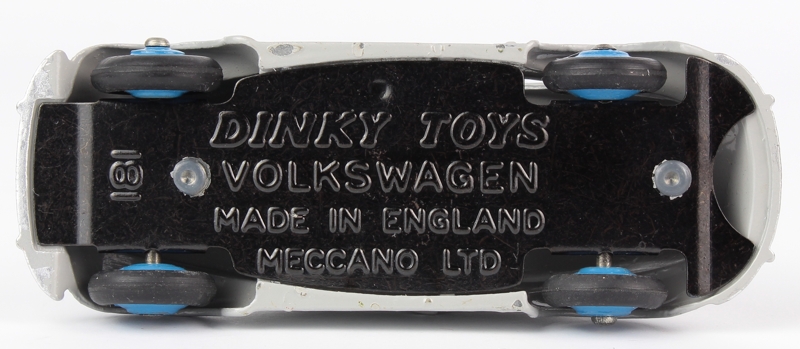 DINKY TOYS
VOLKSWAGEN
MADE IN ENGLAND
MECCANO LTD
181